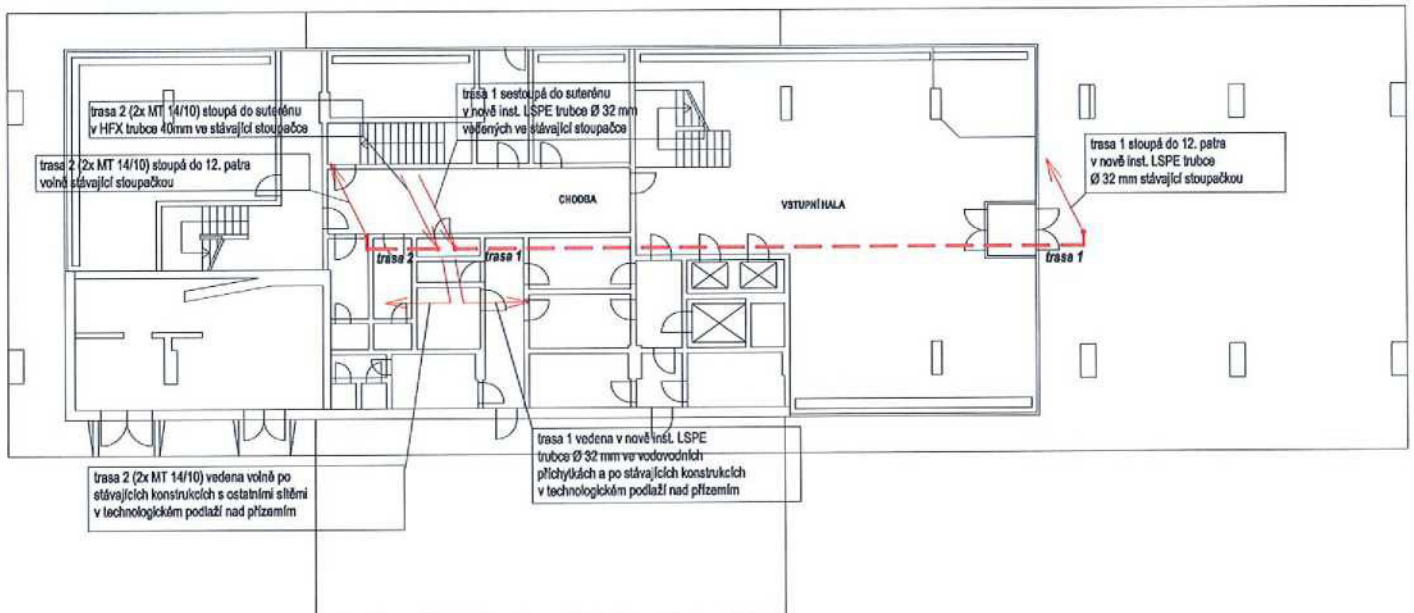 trasa 2 (2x MT 14/10) stoupá do suterénu
v HFX trubce 40mm ve stávající stoupačce
trasa 1 sestoupá do suterénu
v nově inst. LSPE trubce Ø 32 mm
vedených ve stávající stoupačce
trasa 2 (2x MT 14/10) stoupá do 12. patra
volně stávající stoupačkou
trasa 1 stoupá do 12. patra
v nově inst. LSPE trubce
Ø 32 mm stávající stoupačkou
CHODBA
VSTUPNÍ HALA
trasa 2
trasa 1
trasa 1
trasa 1 vedena v nově inst. LSPE
trubce Ø 32 mm ve vodovodních
příchytkách a po stávajících konstrukcích
v technologickém podlaží nad přízemím
trasa 2 (2x MT 14/10) vedena volně po
stávajících konstrukcích s ostatními sítěmi
v technologickém podlaží nad přízemím